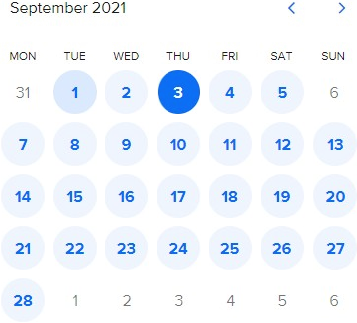 September 2021
MON TUE WED THU FRI SAT SUN
31 1 2 3 4 5 6
7 8 9 10 11 12 13
14 15 16 17 18 19 20
21 22 23 24 25 26 27
28 1 2 3 4 5 6